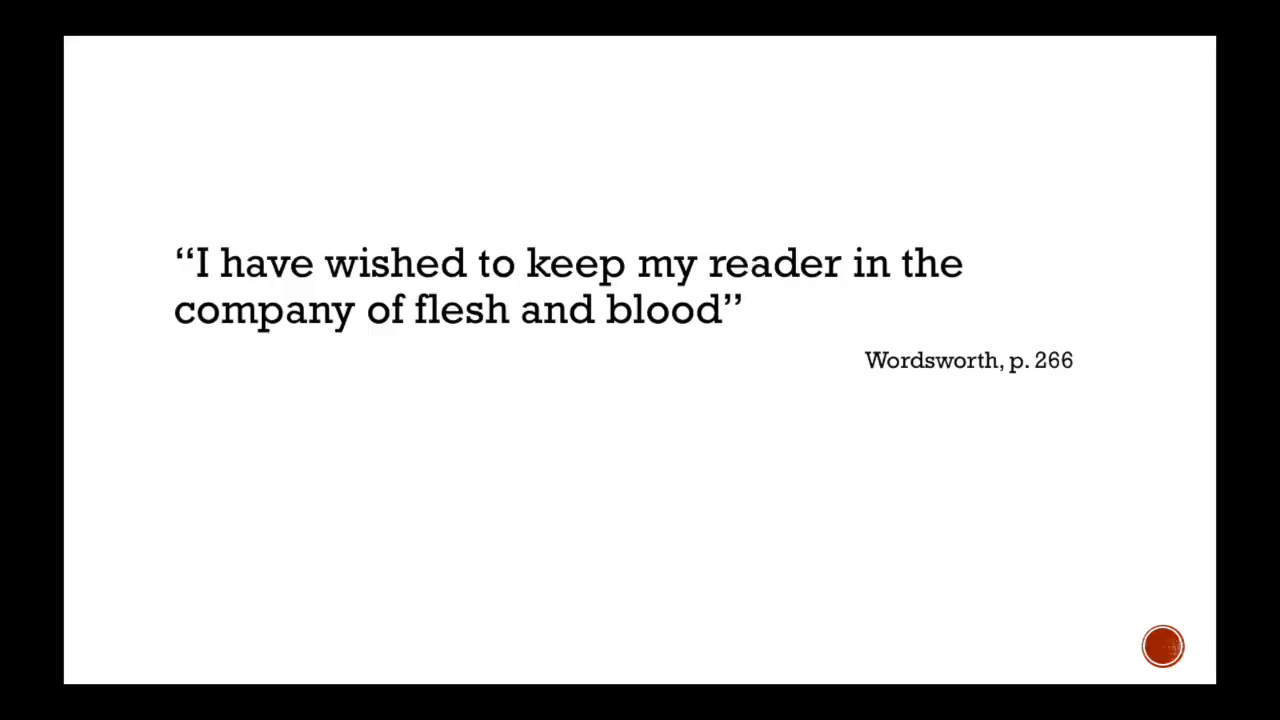 “I have wished to keep my reader in the
company of flesh and blood”
Wordsworth, p. 266